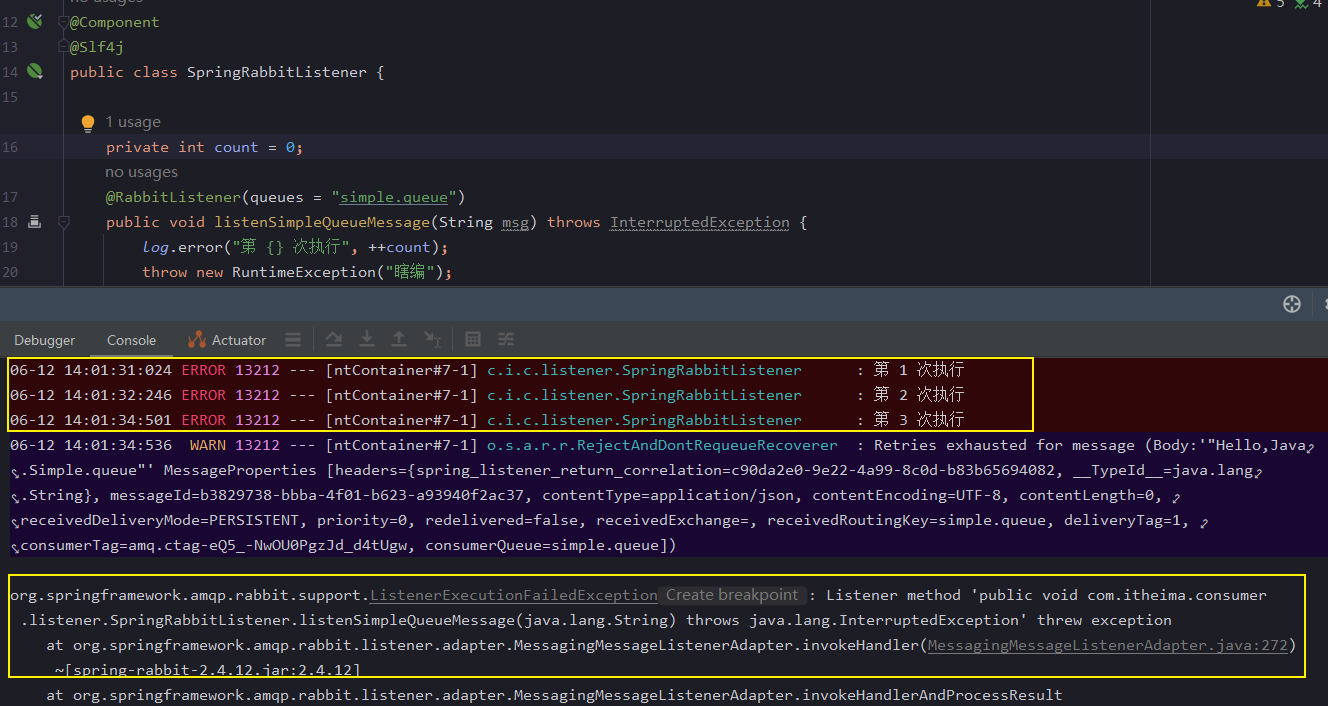 no usages
5 4
12 @Component
13 @Slf4j
14 public class SpringRabbitListener {
15
1 usage
16 private int count = 0;
no usages
17 @RabbitListener(queues = "simple.queue")
18 public void listenSimpleQueueMessage(String msg) throws InterruptedException {
19 log.error("第 {} 次执行", ++count);
20 throw new RuntimeException("瞎编");
Debugger Console Actuator
06-12 14:01:31:024 ERROR 13212 --- [ntContainer#7-1] c.i.c.listener.SpringRabbitListener : 第 1 次执行
06-12 14:01:32:246 ERROR 13212 --- [ntContainer#7-1] c.i.c.listener.SpringRabbitListener : 第 2 次执行
06-12 14:01:34:501 ERROR 13212 --- [ntContainer#7-1] c.i.c.listener.SpringRabbitListener : 第 3 次执行
06-12 14:01:34:536 WARN 13212 --- [ntContainer#7-1] o.s.a.r.r.RejectAndDontRequeueRecoverer : Retries exhausted for message (Body:'"Hello,Java
.Simple.queue"' MessageProperties [headers={spring_listener_return_correlation=c90da2e0-9e22-4a99-8c0d-b83b65694082, __TypeId__=java.lang
.String}, messageId=b3829738-bbba-4f01-b623-a93940f2ac37, contentType=application/json, contentEncoding=UTF-8, contentLength=0,
receivedDeliveryMode=PERSISTENT, priority=0, redelivered=false, receivedExchange=, receivedRoutingKey=simple.queue, deliveryTag=1,
consumerTag=amq.ctag-eQ5_-NwOU0PgzJd_d4tUgw, consumerQueue=simple.queue])
org.springframework.amqp.rabbit.support.ListenerExecutionFailedException Create breakpoint : Listener method 'public void com.itheima.consumer
.listener.SpringRabbitListener.listenSimpleQueueMessage(java.lang.String) throws java.lang.InterruptedException' threw exception
at org.springframework.amqp.rabbit.listener.adapter.MessagingMessageListenerAdapter.invokeHandler(MessagingMessageListenerAdapter.java:272)
~[spring-rabbit-2.4.12.jar:2.4.12]
at org.springframework.amqp.rabbit.listener.adapter.MessagingMessageListenerAdapter.invokeHandlerAndProcessResult